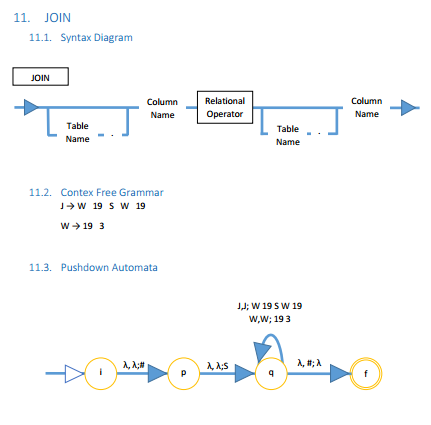 11. JOIN
11.1. Syntax Diagram
JOIN
Column Name
Relational Operator
Column Name
Table Name
.
Table Name
.
11.2. Contex Free Grammar
J → W 19 S W 19
W → 19 3
11.3. Pushdown Automata
J,J; W 19 S W 19
W,W; 19 3
i
λ, λ;#
p
λ, λ;S
q
λ, #; λ
f